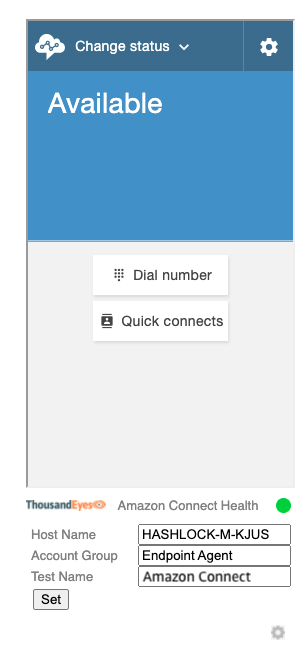 Change status
Available
Dial number
Quick connects
ThousandEyes Amazon Connect Health
Host Name HASHLOCK-M-KJUS
Account Group Endpoint Agent
Test Name Amazon Connect
Set